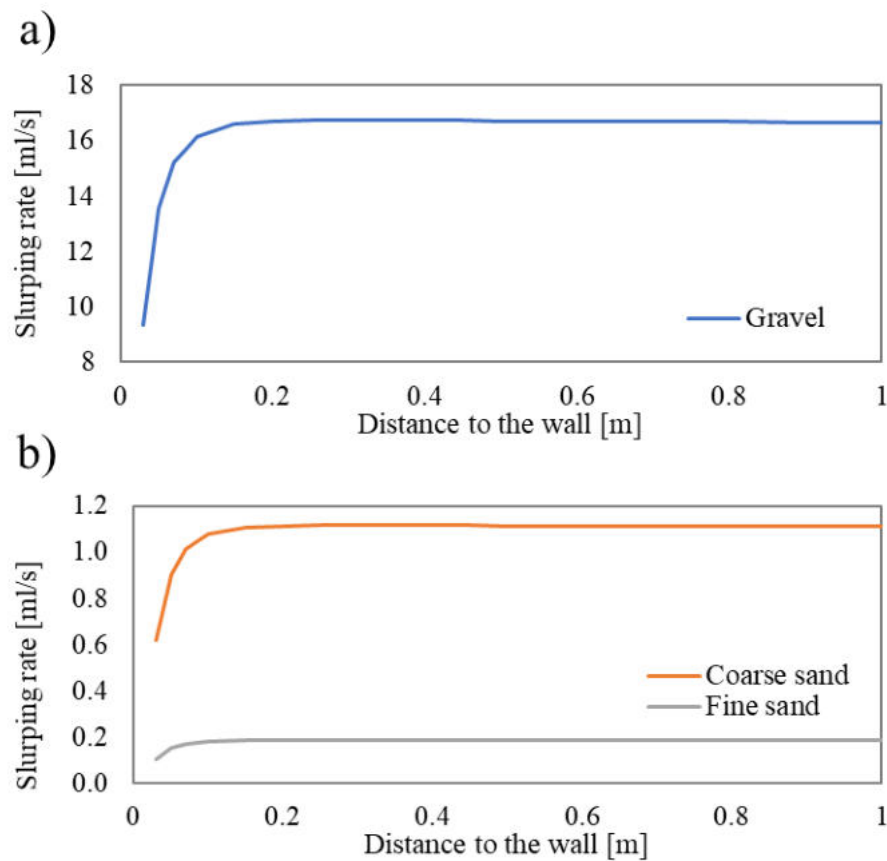 a)
Slurping rate [ml/s]
18
16
14
12
10
8
0 0.2 0.4 0.6 0.8 1
Distance to the wall [m]
Gravel
b)
Slurping rate [ml/s]
1.2
1.0
0.8
0.6
0.4
0.2
0.0
0 0.2 0.4 0.6 0.8 1
Distance to the wall [m]
Coarse sand
Fine sand